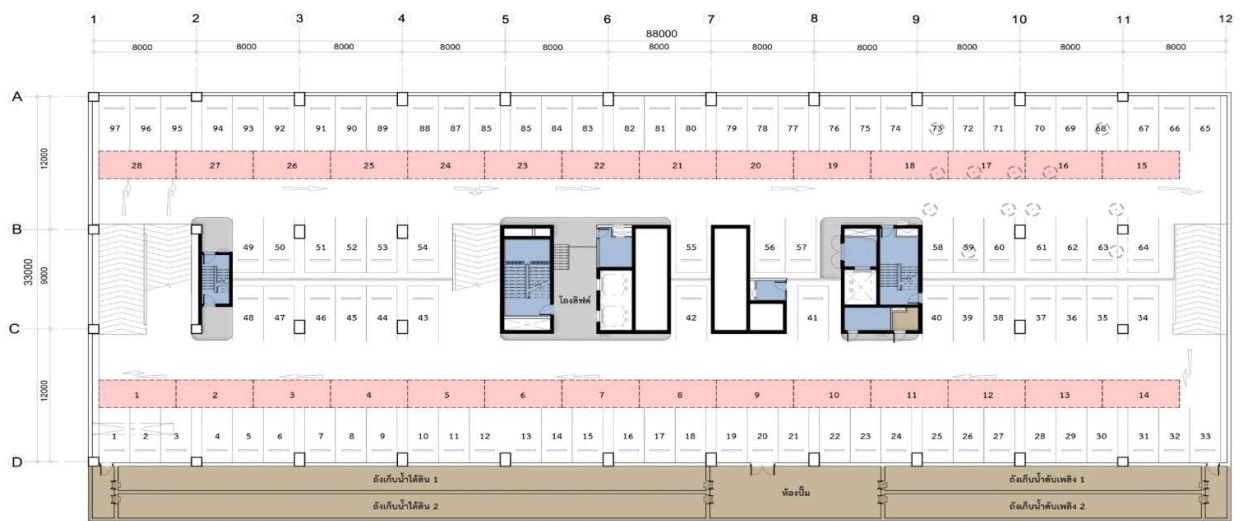 1 2 3 4 5 6 7 8 9 10 11 12
88000
8000 8000 8000 8000 8000 8000 8000 8000 8000 8000 8000
A
97 96 95 94 93 92 91 90 89 88 87 85 85 84 83 82 81 80 79 78 77 76 75 74 73 72 71 70 69 68 67 66 65
12000
28 27 26 25 24 23 22 21 20 19 18 17 16 15
B
49 50 51 52 53 54 55 56 57 58 59 60 61 62 63 64
33000
9000
โถงลิฟต์
48 47 46 45 44 43 42 41 40 39 38 37 36 35 34
C
12000
1 2 3 4 5 6 7 8 9 10 11 12 13 14
1 2 3 4 5 6 7 8 9 10 11 12 13 14 15 16 17 18 19 20 21 22 23 24 25 26 27 28 29 30 31 32 33
D
ถังเก็บน้ำใต้ดิน 1 ถังเก็บน้ำดับเพลิง 1
ห้องปั๊ม
ถังเก็บน้ำใต้ดิน 2 ถังเก็บน้ำดับเพลิง 2